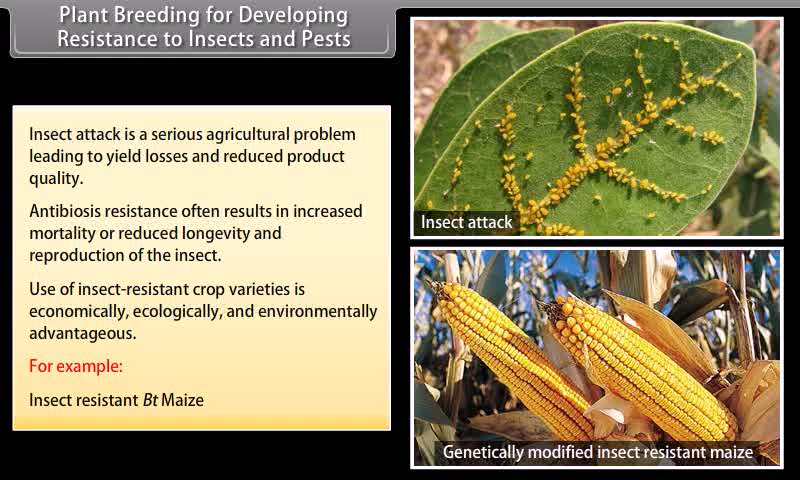 Plant Breeding for Developing
Resistance to Insects and Pests
Insect attack is a serious agricultural problem
leading to yield losses and reduced product
quality.
Antibiosis resistance often results in increased
mortality or reduced longevity and
reproduction of the insect.
Use of insect-resistant crop varieties is
economically, ecologically, and environmentally
advantageous.
For example:
Insect resistant Bt Maize
Insect attack
Genetically modified insect resistant maize